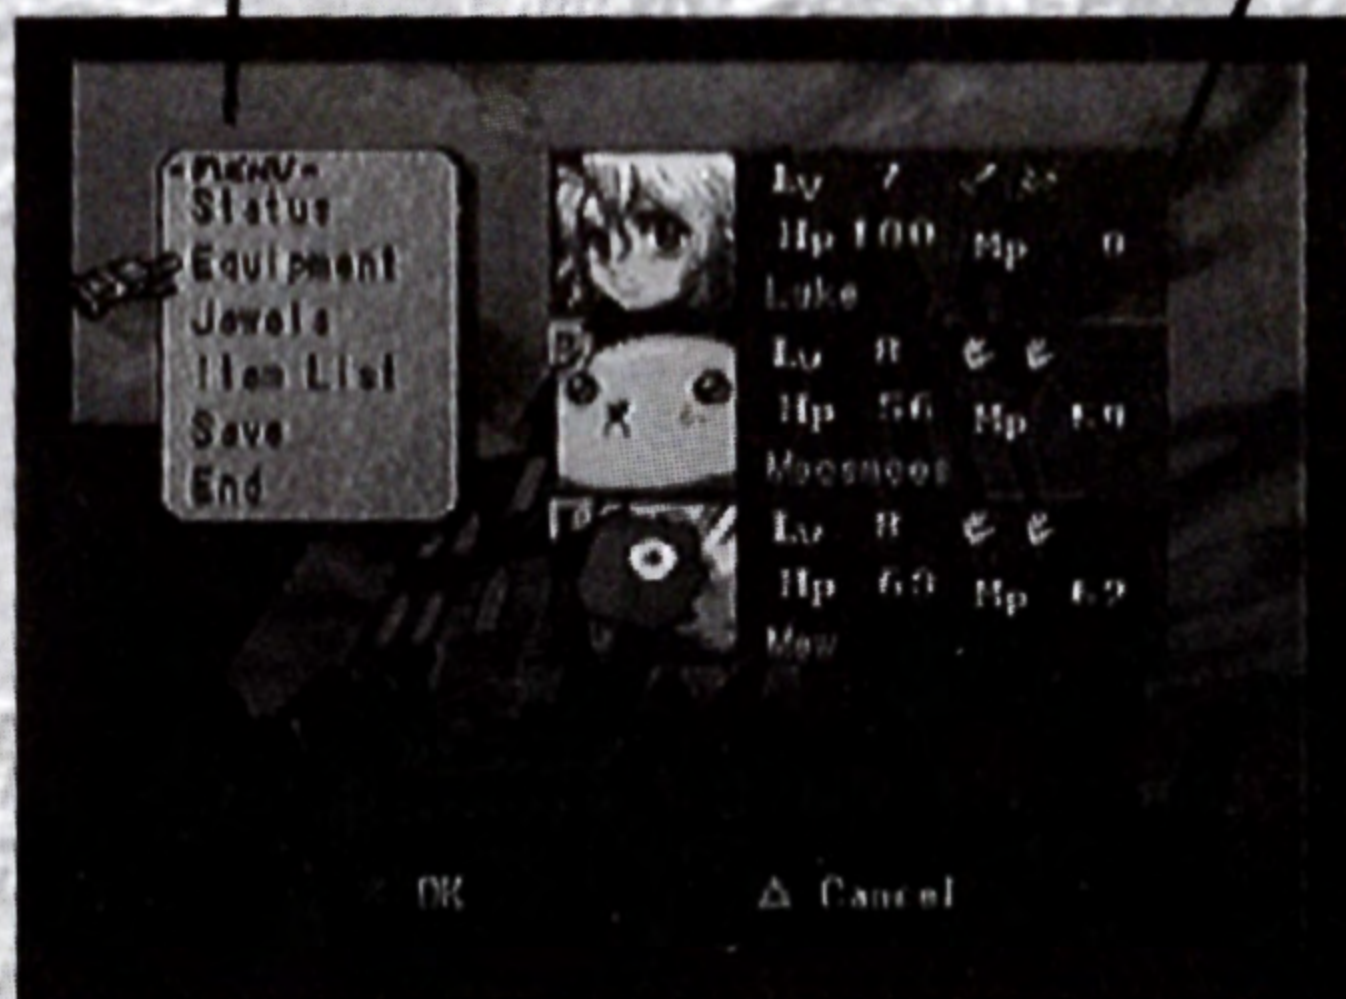 -MENU-
Status
Equipment
Jewels
Item List
Save
End
Lv 7
Hp 100 Mp 0
Luke
Lv 8
Hp 56 Mp
Lv 8
Hp Mp
Mew
OK
△ Cancel